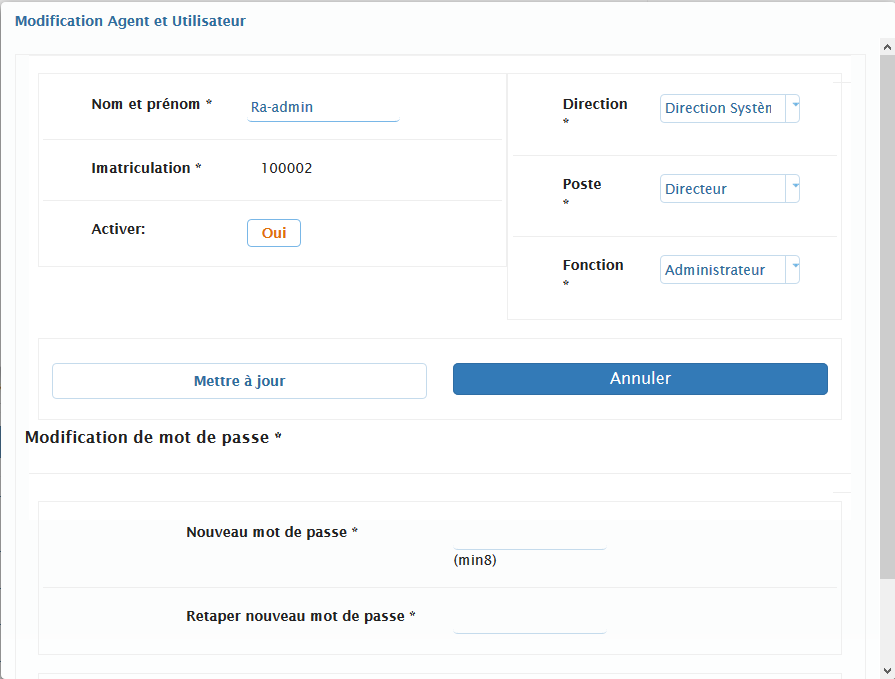 Modification Agent et Utilisateur
Nom et prénom *
Ra-admin
Imatriculation *
100002
Activer:
Oui
Direction
*
Direction Systèm
Poste
*
Directeur
Fonction
*
Administrateur
Mettre à jour
Annuler
Modification de mot de passe *
Nouveau mot de passe *
(min8)
Retaper nouveau mot de passe *